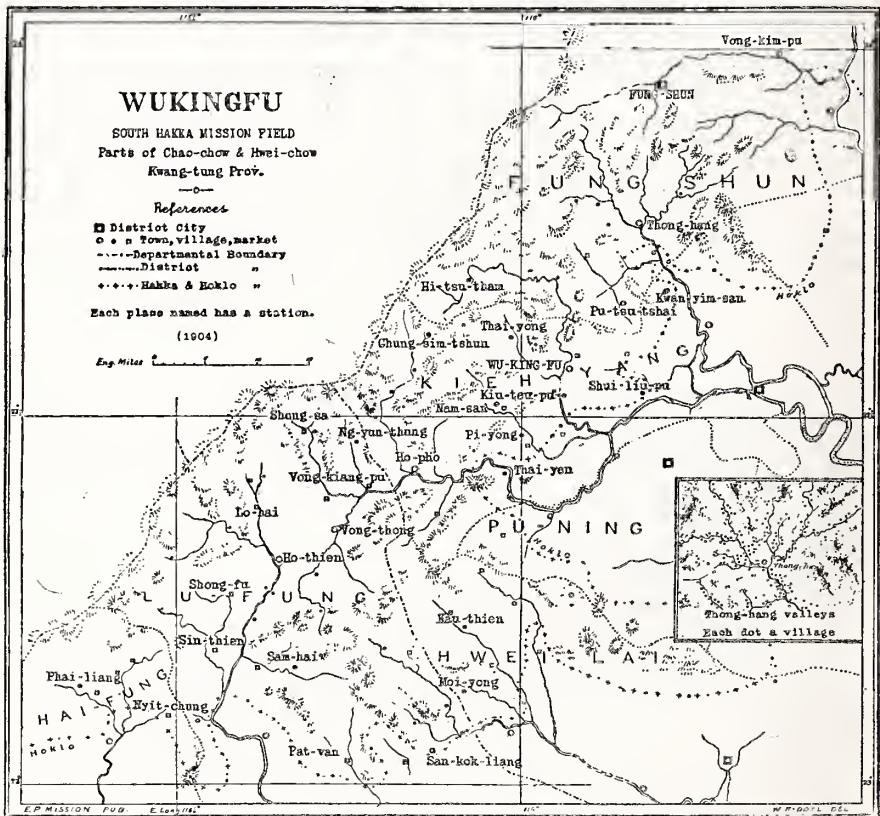 WUKINGFU
SOUTH HAKKA MISSION FIELD
Parts of Chao-chow & Hwei-chow
Kwang-tung Prov.
References
District City
Town, village, market
Departmental Boundary
District "
Hakka & Hoklo "
Each place named has a station.
(1904)
Eng. Miles
Vong-kim-pu
FUNG-SHUN
FUNG SHUN
Thong-hang
Hoklo
Hi-tsu-tham
Kwan-yim-san
Pu-tsu-tshai
Thai-yong
Chung-sim-tshun
WU-KING-FU
KIEH YANG
Shui-liu-pu
Kiu-teu-pu
Nam-san
Shong-sa
Ng-yun-thung
Pi-yong
Ho-pho
Thai-yen
Vong-kiang-pu
Lo-hai
Vong-thong
PU-NING
Hoklo
Ho-thien
Thong-hang valleys
Each dot a village
Shong-fu
LU-FUNG
Hau-thien
Sin-thien
HWEI-LAI
Sam-hai
Phai-liang
Moi-yong
HAI-FUNG
Nyit-chung
Hoklo
Pat-van
San-kok-liang
E.P MISSION PUB.
E Long 116°